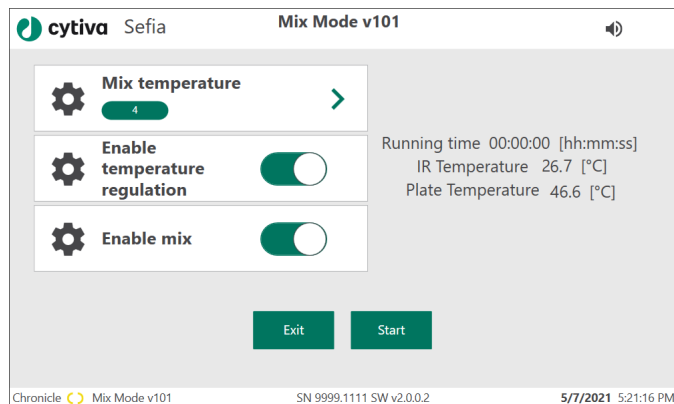 cytiva Sefia Mix Mode v101
Mix temperature
4
Enable
temperature
regulation
Enable mix
Running time 00:00:00 [hh:mm:ss]
IR Temperature 26.7 [°C]
Plate Temperature 46.6 [°C]
Exit Start
Chronicle Mix Mode v101 SN 9999.1111 SW v2.0.0.2 5/7/2021 5:21:16 PM